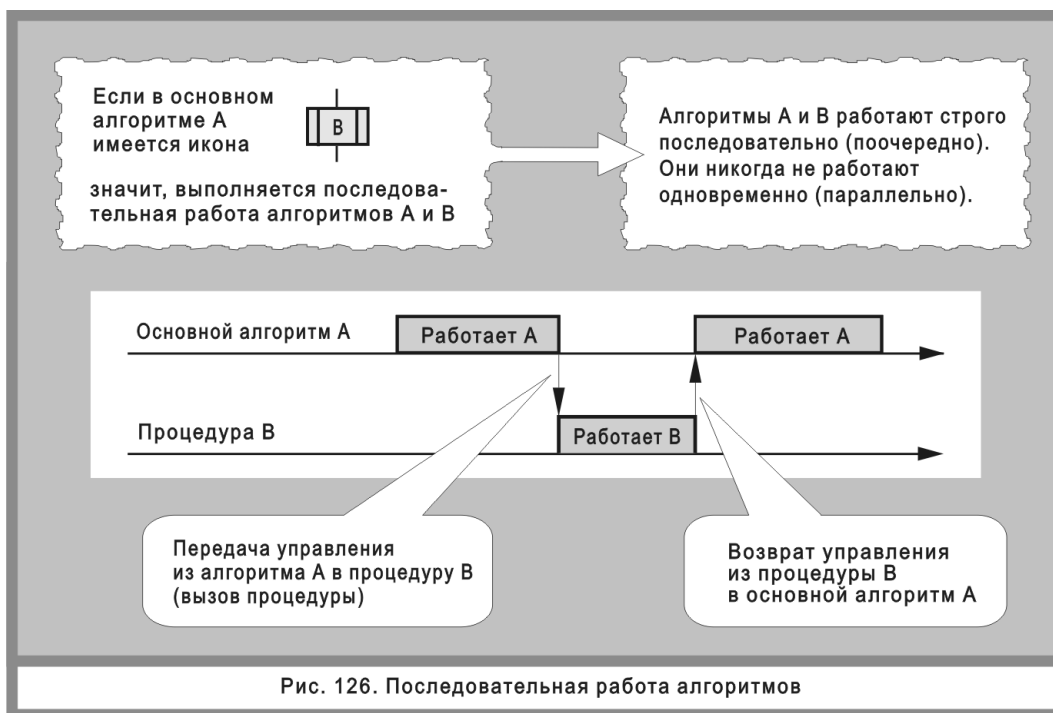 Если в основном
алгоритме А
имеется икона
В
значит, выполняется последова-
тельная работа алгоритмов А и В
Алгоритмы А и В работают строго
последовательно (поочередно).
Они никогда не работают
одновременно (параллельно).
Основной алгоритм А
Работает А
Работает А
Процедура В
Работает В
Передача управления
из алгоритма А в процедуру В
(вызов процедуры)
Возврат управления
из процедуры В
в основной алгоритм А
Рис. 126. Последовательная работа алгоритмов